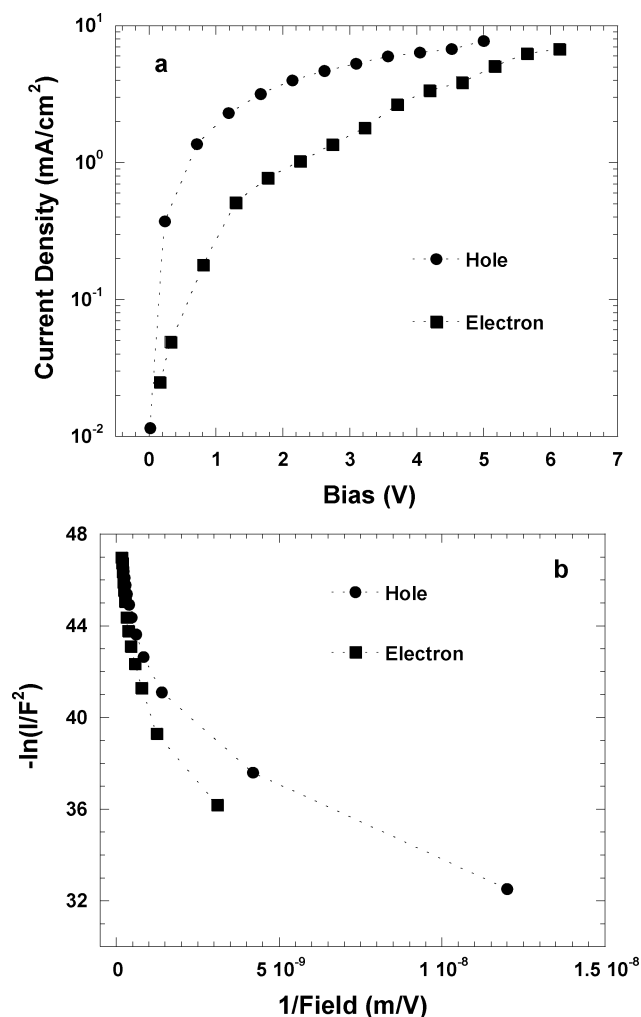 a
10^1
10^0
10^-1
10^-2
Current Density (mA/cm^2)
Hole
Electron
0 1 2 3 4 5 6 7
Bias (V)
b
48
44
40
36
32
-ln(I/F^2)
Hole
Electron
0 5 10^-9 1 10^-8 1.5 10^-8
1/Field (m/V)